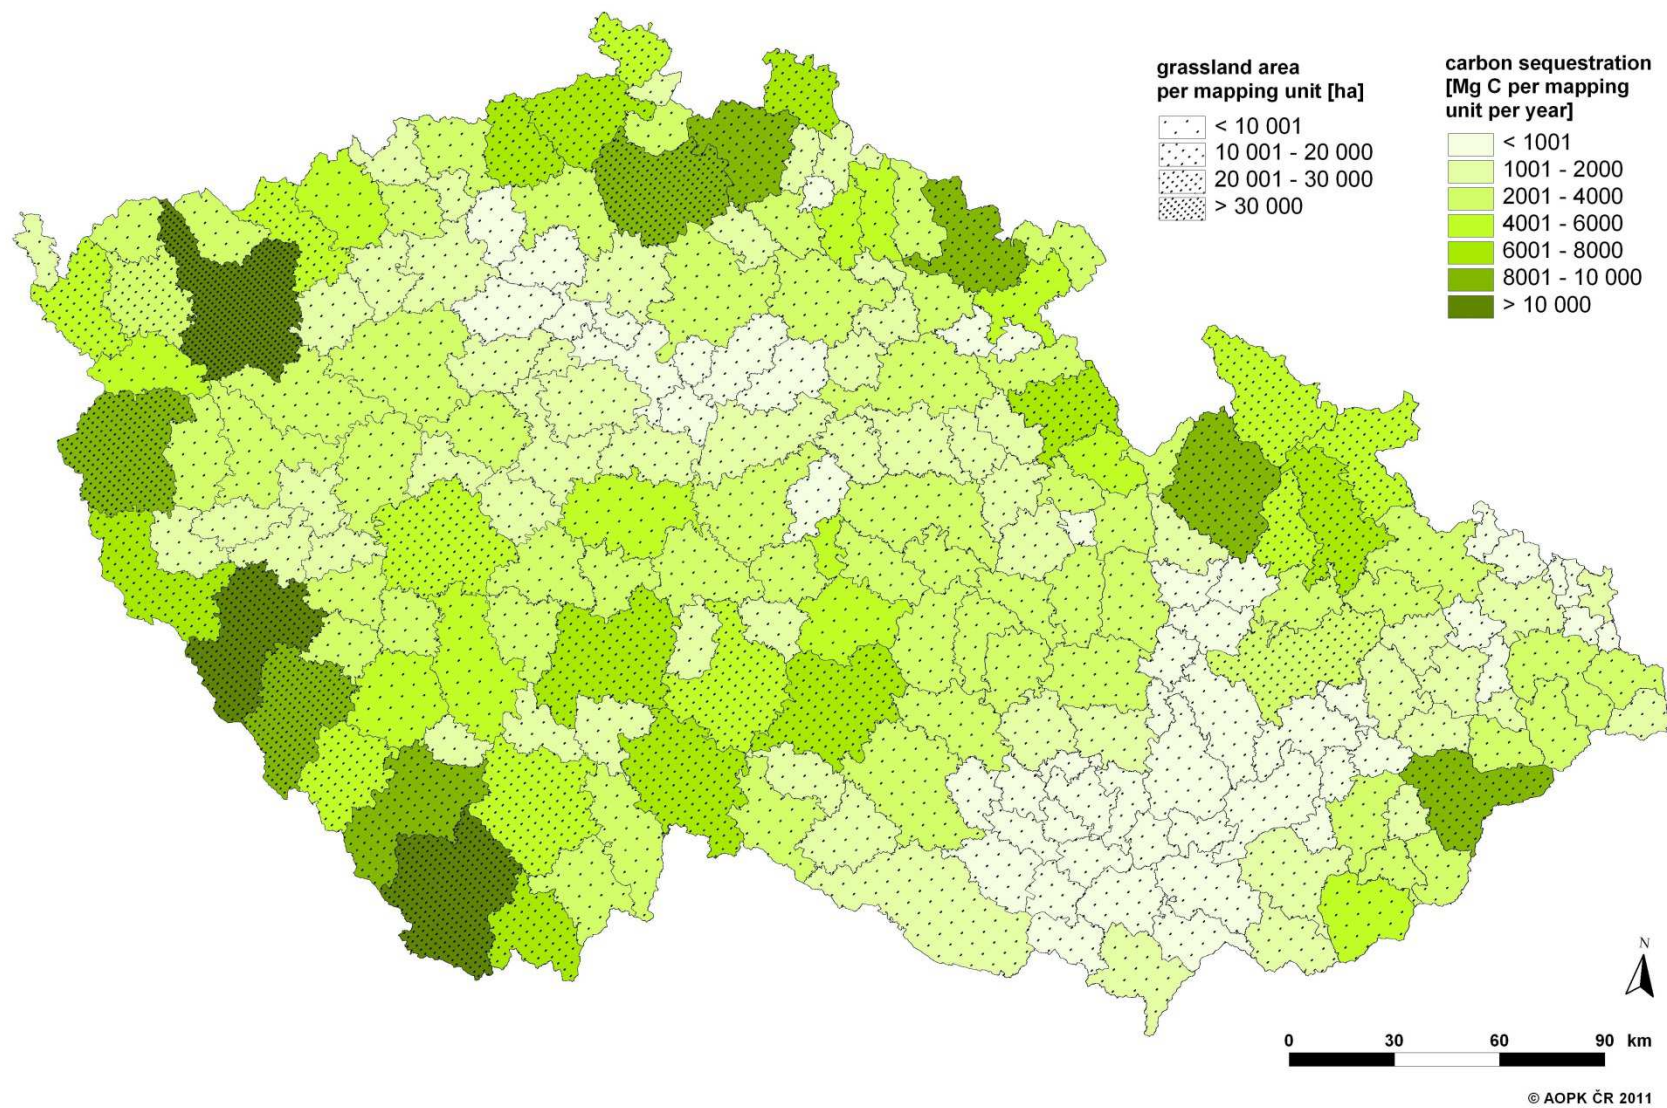 grassland area
per mapping unit [ha]
< 10 001
10 001 - 20 000
20 001 - 30 000
> 30 000
carbon sequestration
[Mg C per mapping
unit per year]
< 1001
1001 - 2000
2001 - 4000
4001 - 6000
6001 - 8000
8001 - 10 000
> 10 000
N
0 30 60 90 km
© AOPK ČR 2011